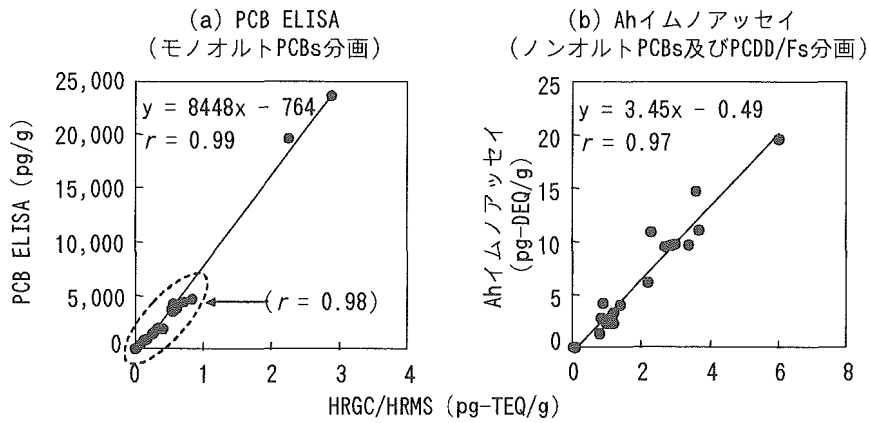 (a) PCB ELISA
(モノオルトPCBs分画)
25,000
20,000
15,000
10,000
5,000
0
PCB ELISA (pg/g)
y = 8448x - 764
r = 0.99
(r = 0.98)
0 1 2 3 4
(b) Ahイムノアッセイ
(ノンオルトPCBs及びPCDD/Fs分画)
25
20
15
10
5
0
Ahイムノアッセイ
(pg-DEQ/g)
y = 3.45x - 0.49
r = 0.97
0 2 4 6 8
HRGC/HRMS (pg-TEQ/g)